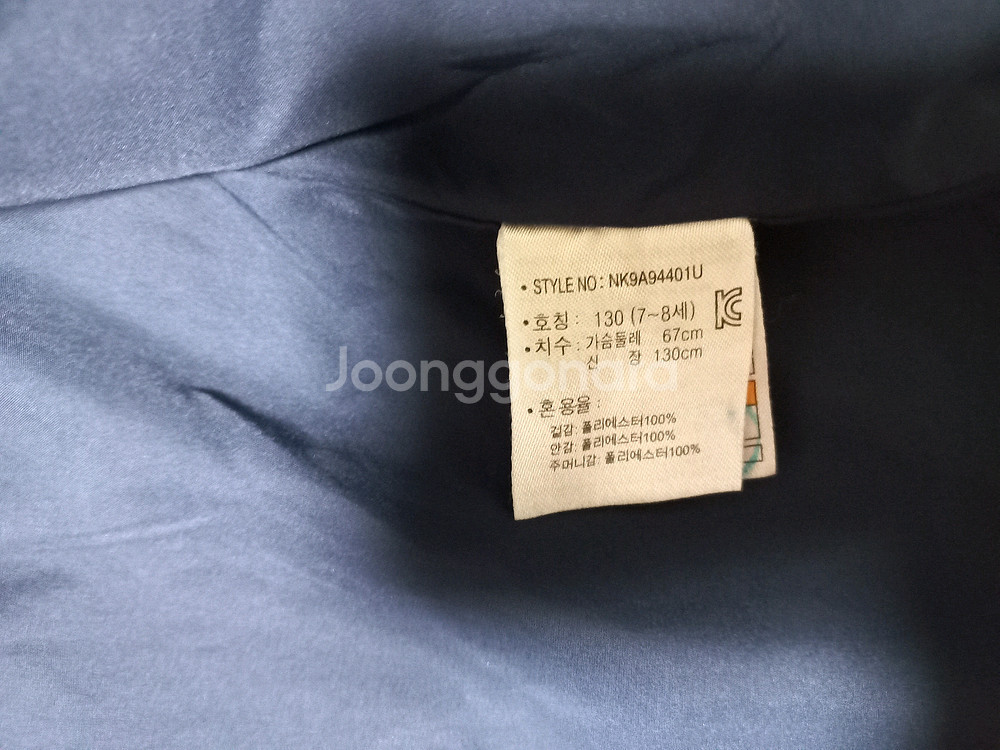 • STYLE NO : NK9A94401U
• 호칭 : 130 (7~8세)
• 치수 : 가슴둘레 67cm
신 장 130cm
Joonggonara
• 혼용율 :
겉감: 폴리에스터100%
안감: 폴리에스터100%
주머니감: 폴리에스터100%